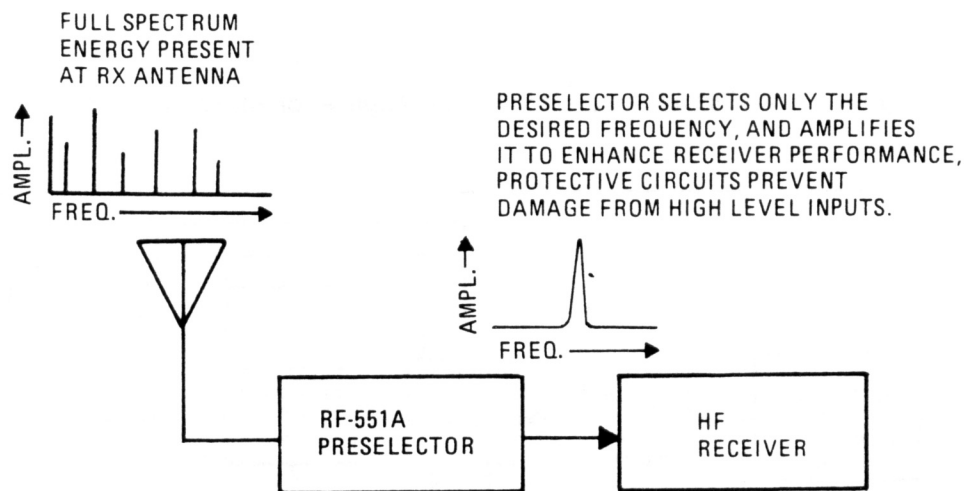 FULL SPECTRUM
ENERGY PRESENT
AT RX ANTENNA
AMPL.
FREQ.
PRESELECTOR SELECTS ONLY THE
DESIRED FREQUENCY, AND AMPLIFIES
IT TO ENHANCE RECEIVER PERFORMANCE,
PROTECTIVE CIRCUITS PREVENT
DAMAGE FROM HIGH LEVEL INPUTS.
AMPL.
FREQ.
RF-551A
PRESELECTOR
HF
RECEIVER